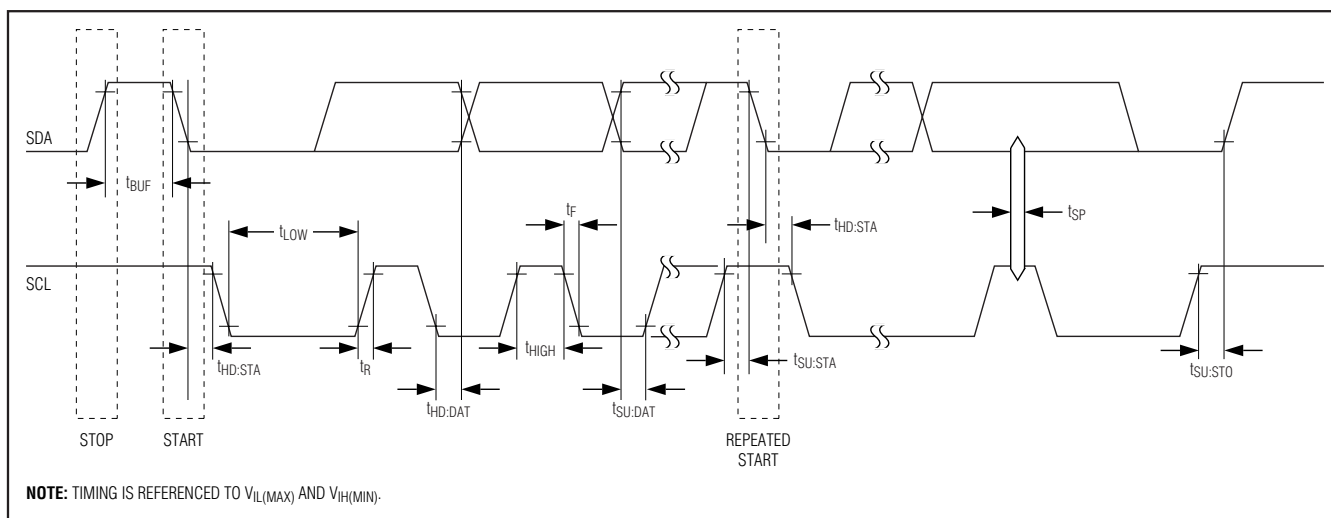 SDA
tBUF
tF
tSP
tHD:STA
tLOW
SCL
tHD:STA
tR
tHIGH
tSU:STA
tSU:STO
tHD:DAT
tSU:DAT
STOP
START
REPEATED
START
NOTE: TIMING IS REFERENCED TO VIL(MAX) AND VIH(MIN).